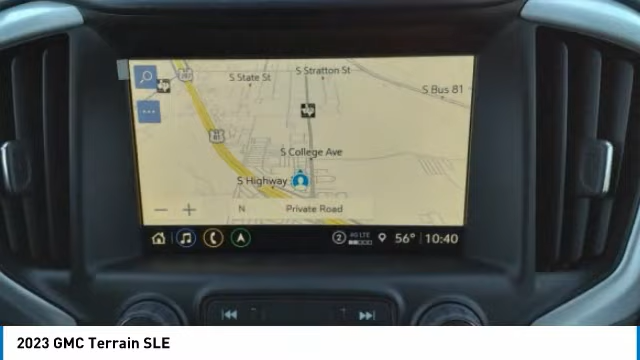 S State St
S Stratton St
S Bus 81
81
S College Ave
S Highway
N
Private Road
2
4G LTE
56°
10:40
2023 GMC Terrain SLE